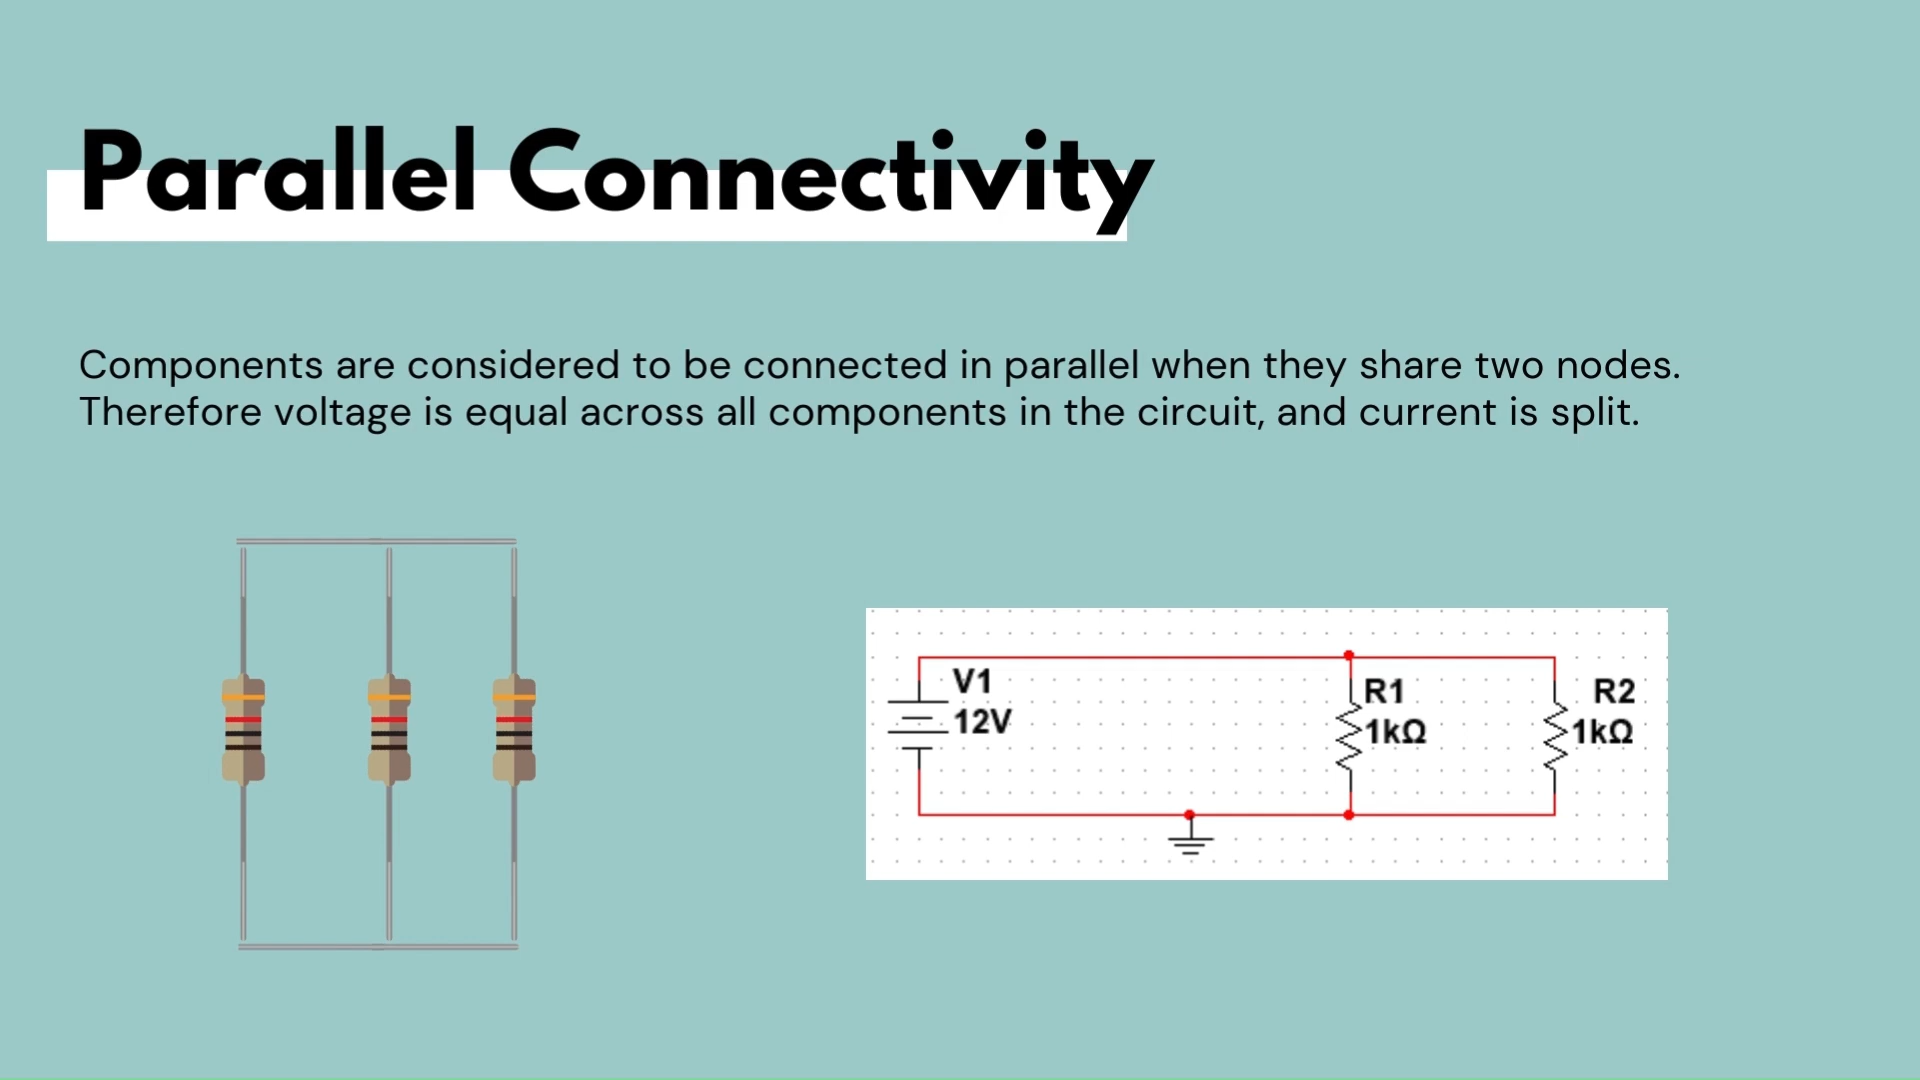 Parallel Connectivity
Components are considered to be connected in parallel when they share two nodes.
Therefore voltage is equal across all components in the circuit, and current is split.
V1
12V
R1
1kΩ
R2
1kΩ